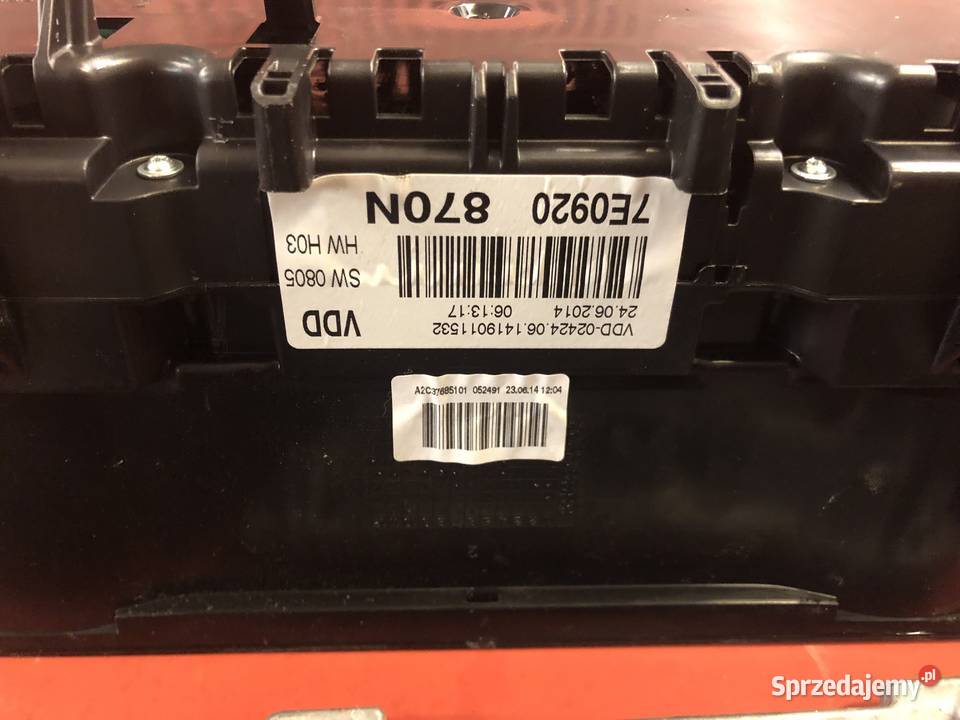 7E0920 870N
HW H03
SW 0805
24.06.2014 06:13:17
VDD-02424.06.1419011532
VDD
A2C37685101 052491 23.06.14 12:04
2
Sprzedajemy.pl